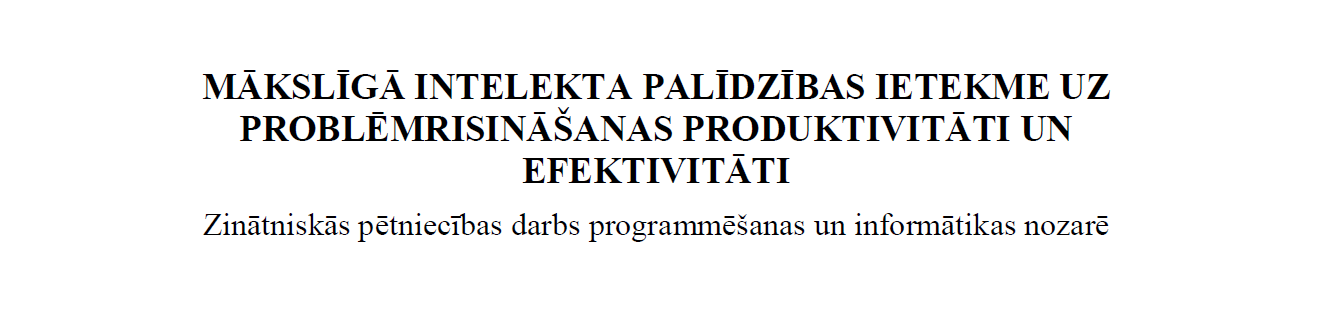 MĀKSLĪGĀ INTELEKTA PALĪDZĪBAS IETEKME UZ
PROBLĒMRISINĀŠANAS PRODUKTIVITĀTI UN
EFEKTIVITĀTI
Zinātniskās pētniecības darbs programmēšanas un informātikas nozarē